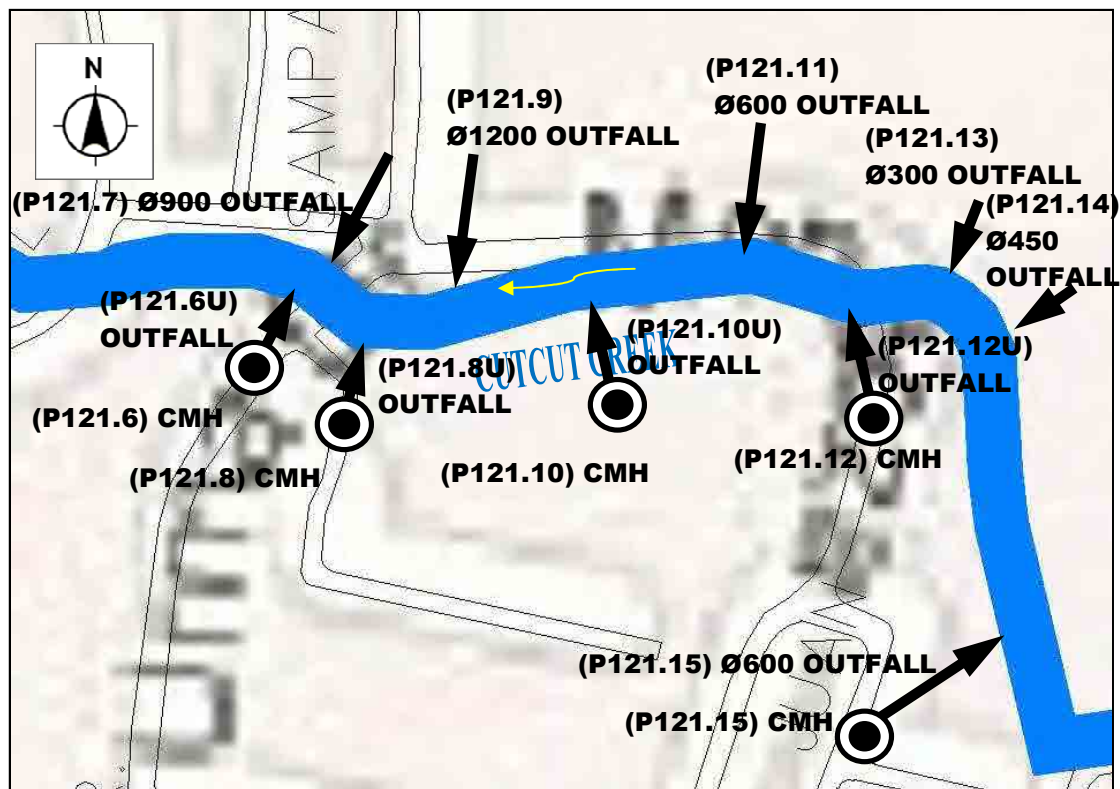 N
AMPA
(P121.11)
Ø600 OUTFALL
(P121.9)
Ø1200 OUTFALL
(P121.13)
Ø300 OUTFALL
(P121.7) Ø900 OUTFALL
(P121.14)
Ø450
OUTFALL
(P121.6U)
OUTFALL
(P121.10U)
OUTFALL
(P121.12U)
OUTFALL
(P121.8U)
OUTFALL
CUTCUT CREEK
(P121.6) CMH
(P121.8) CMH
(P121.10) CMH
(P121.12) CMH
(P121.15) Ø600 OUTFALL
(P121.15) CMH